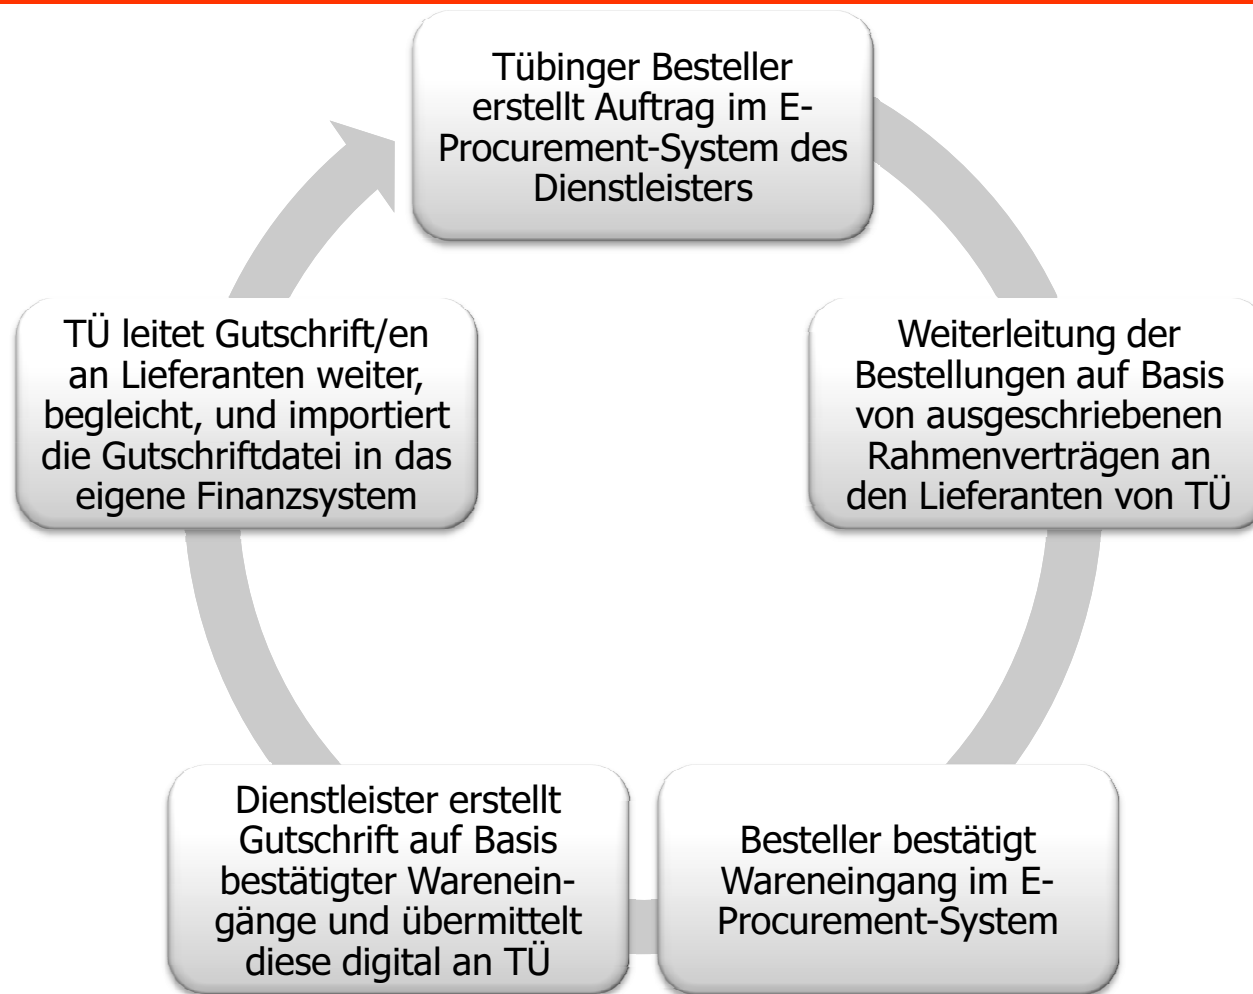 Tübinger Besteller
erstellt Auftrag im E-
Procurement-System des
Dienstleisters
Weiterleitung der
Bestellungen auf Basis
von ausgeschriebenen
Rahmenverträgen an
den Lieferanten von TÜ
Besteller bestätigt
Wareneingang im E-
Procurement-System
Dienstleister erstellt
Gutschrift auf Basis
bestätigter Warenein-
gänge und übermittelt
diese digital an TÜ
TÜ leitet Gutschrift/en
an Lieferanten weiter,
begleicht, und importiert
die Gutschriftdatei in das
eigene Finanzsystem